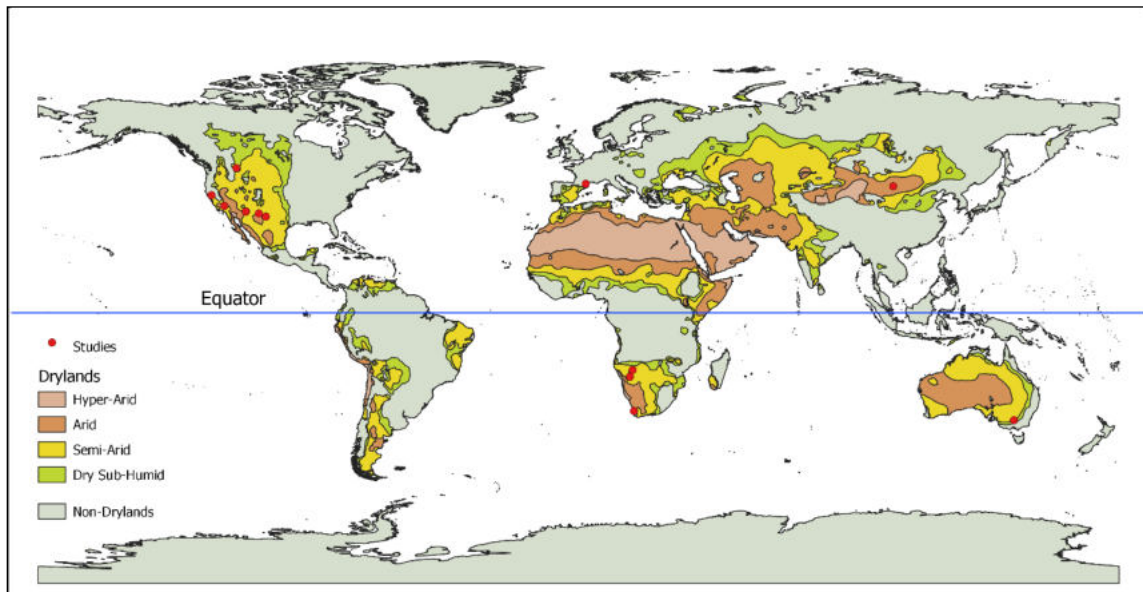 Equator
Studies
Drylands
Hyper-Arid
Arid
Semi-Arid
Dry Sub-Humid
Non-Drylands